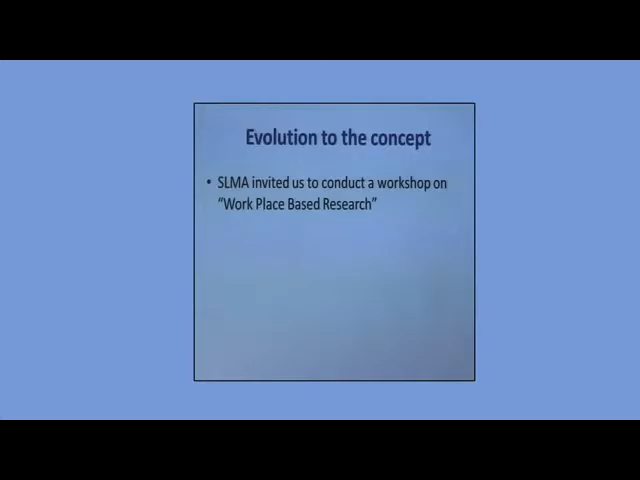 Evolution to the concept
• SLMA invited us to conduct a workshop on
“Work Place Based Research”